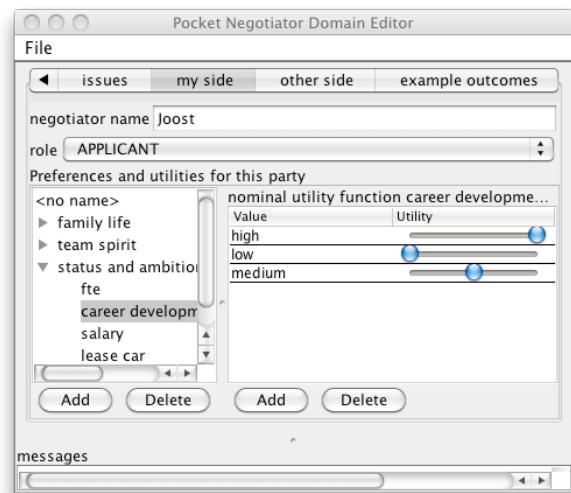 Pocket Negotiator Domain Editor
File
◀ issues my side other side example outcomes
negotiator name Joost
role APPLICANT
Preferences and utilities for this party
<no name>
family life
team spirit
status and ambitio
fte
career developm
salary
lease car
nominal utility function career developme...
Value Utility
high
low
medium
Add Delete Add Delete
messages